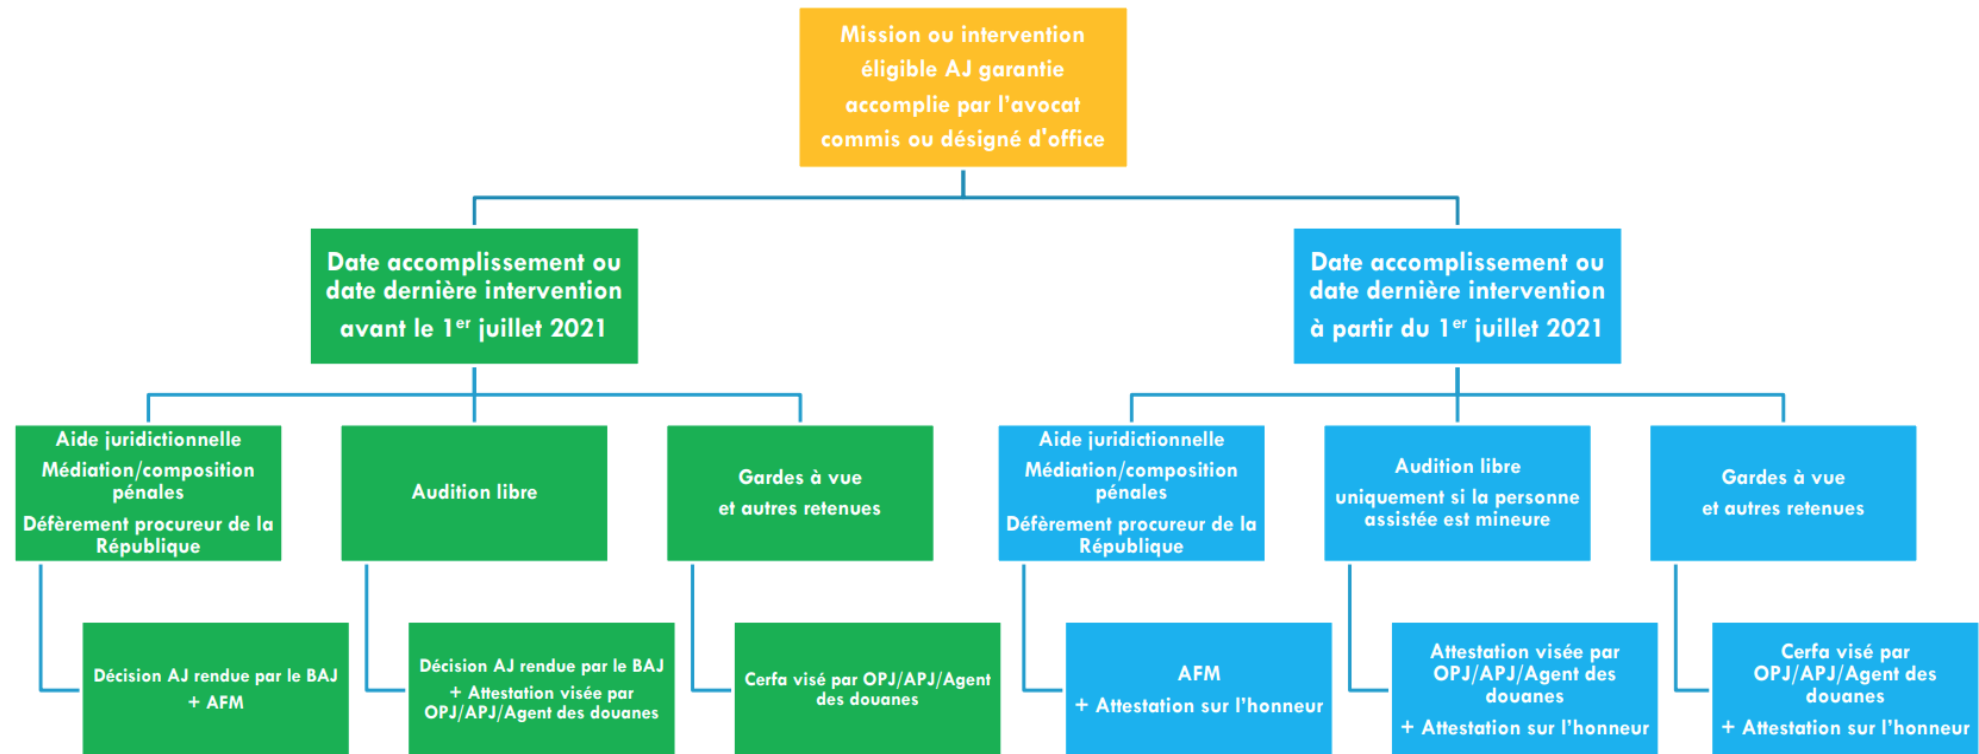 Mission ou intervention
éligible AJ garantie
accomplie par l'avocat
commis ou désigné d'office
Date accomplissement ou
date dernière intervention
avant le 1er juillet 2021
Date accomplissement ou
date dernière intervention
à partir du 1er juillet 2021
Aide juridictionnelle
Médiation/composition
pénales
Défèrement procureur de la
République
Audition libre
Gardes à vue
et autres retenues
Aide juridictionnelle
Médiation/composition
pénales
Défèrement procureur de la
République
Audition libre
uniquement si la personne
assistée est mineure
Gardes à vue
et autres retenues
Décision AJ rendue par le BAJ
+ AFM
Décision AJ rendue par le BAJ
+ Attestation visée par
OPJ/APJ/Agent des douanes
Cerfa visé par OPJ/APJ/Agent
des douanes
AFM
+ Attestation sur l'honneur
Attestation visée par
OPJ/APJ/Agent des
douanes
+ Attestation sur l'honneur
Cerfa visé par
OPJ/APJ/Agent des
douanes
+ Attestation sur l'honneur